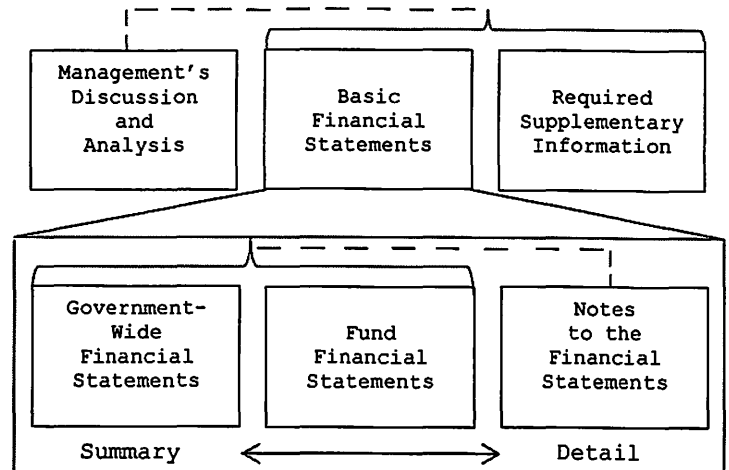 Management's
Discussion
and
Analysis
Basic
Financial
Statements
Required
Supplementary
Information
Government-
Wide
Financial
Statements
Fund
Financial
Statements
Notes
to the
Financial
Statements
Summary
Detail